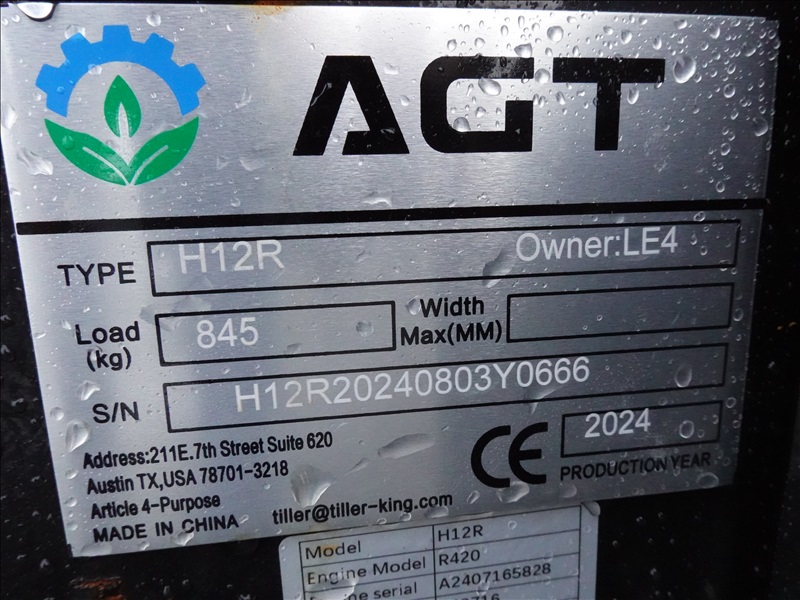 AGT
TYPE H12R Owner:LE4
Load (kg) 845 Width Max(MM)
S/N H12R20240803Y0666
Address:211E.7th Street Suite 620
Austin TX,USA 78701-3218
Article 4-Purpose
MADE IN CHINA
tiller@tiller-king.com
CE 2024
PRODUCTION YEAR
Model H12R
Engine Model R420
serial A2407165828